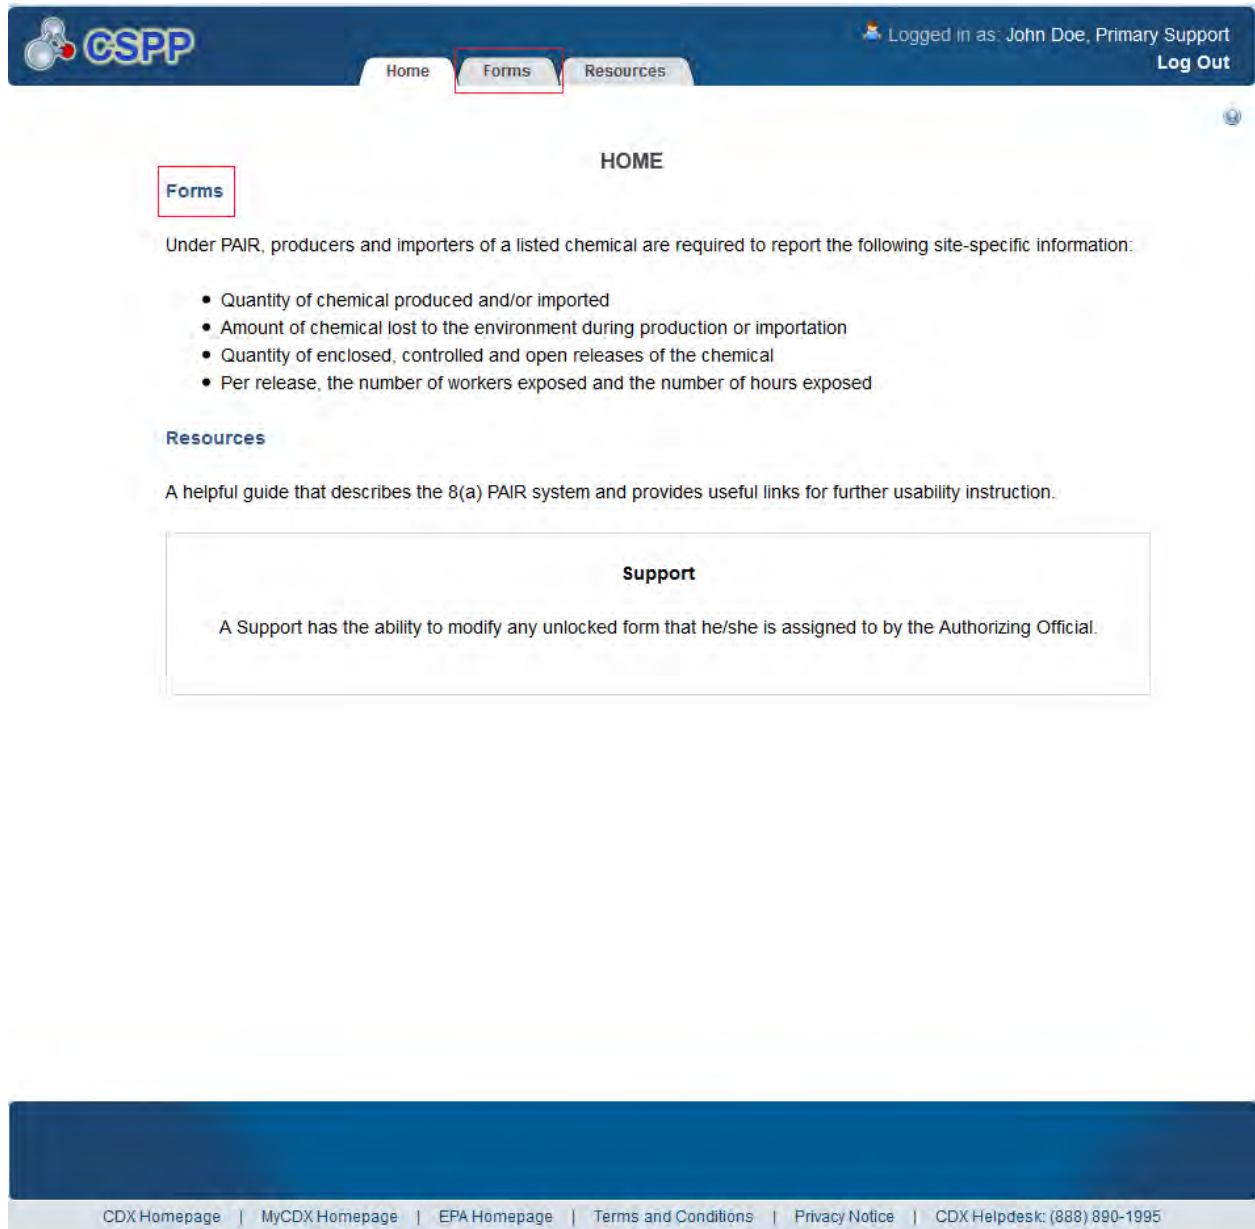 CSPP
Logged in as: John Doe, Primary Support
Log Out
Home Forms Resources
HOME
Forms
Under PAIR, producers and importers of a listed chemical are required to report the following site-specific information:
• Quantity of chemical produced and/or imported
• Amount of chemical lost to the environment during production or importation
• Quantity of enclosed, controlled and open releases of the chemical
• Per release, the number of workers exposed and the number of hours exposed
Resources
A helpful guide that describes the 8(a) PAIR system and provides useful links for further usability instruction.
Support
A Support has the ability to modify any unlocked form that he/she is assigned to by the Authorizing Official.
CDX Homepage | MyCDX Homepage | EPA Homepage | Terms and Conditions | Privacy Notice | CDX Helpdesk: (888) 890-1995